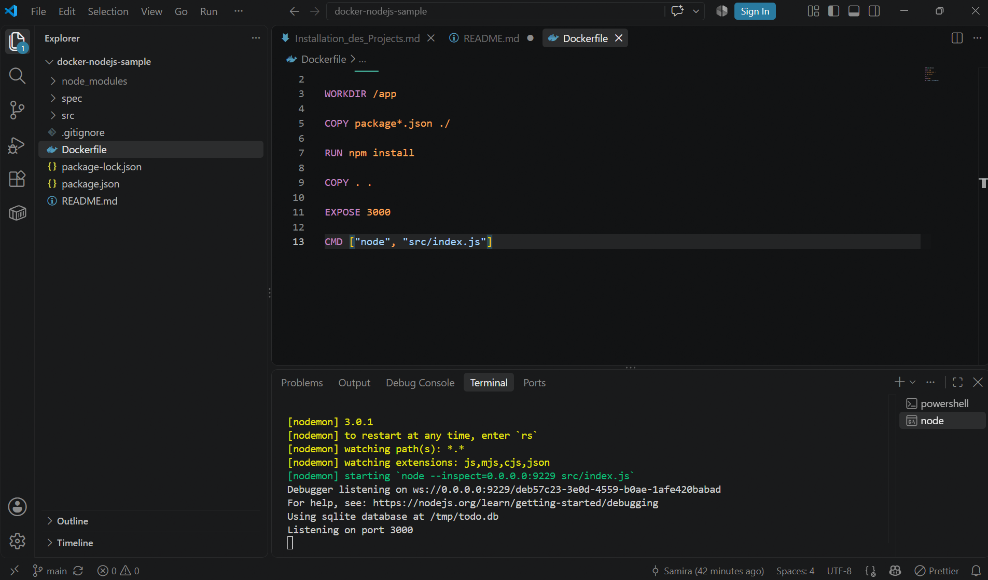 File Edit Selection View Go Run ··· docker-nodejs-sample Sign In
Explorer ···
docker-nodejs-sample
node_modules
spec
src
.gitignore
Dockerfile
package-lock.json
package.json
README.md
Outline
Timeline
1
Installation_des_Projects.md README.md Dockerfile
Dockerfile > ...
2
3 WORKDIR /app
4
5 COPY package*.json ./
6
7 RUN npm install
8
9 COPY . .
10
11 EXPOSE 3000
12
13 CMD ["node", "src/index.js"]
Problems Output Debug Console Terminal Ports
powershell
node
[nodemon] 3.0.1
[nodemon] to restart at any time, enter `rs`
[nodemon] watching path(s): *.*
[nodemon] watching extensions: js,mjs,cjs,json
[nodemon] starting `node --inspect=0.0.0.0:9229 src/index.js`
Debugger listening on ws://0.0.0.0:9229/deb57c23-3e0d-4559-b0ae-1afe420babad
For help, see: https://nodejs.org/learn/getting-started/debugging
Using sqlite database at /tmp/todo.db
Listening on port 3000
main 0 0 Samira (42 minutes ago) Spaces: 4 UTF-8 {} Prettier